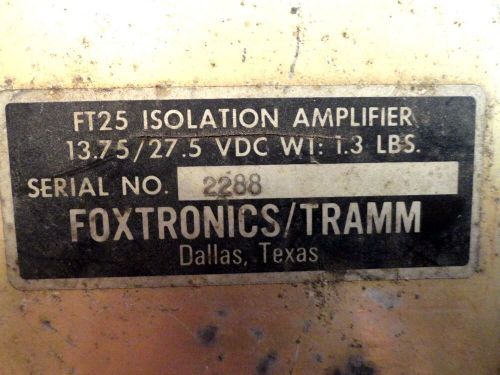 FT25 ISOLATION AMPLIFIER
13.75/27.5 VDC WT: 1.3 LBS.
SERIAL NO. 2288
FOXTRONICS/TRAMM
Dallas, Texas